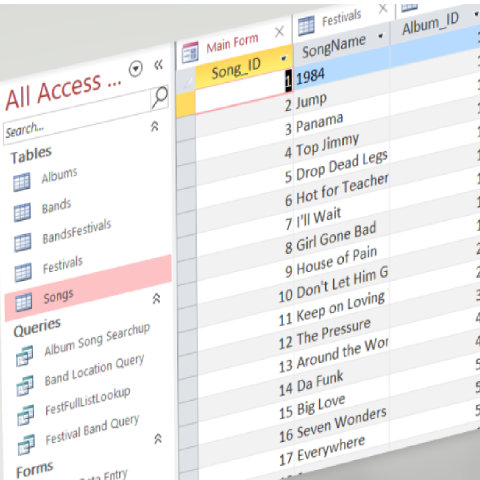 All Access ...
Search...
Tables
Albums
Bands
BandsFestivals
Festivals
Songs
Queries
Album Song Searchup
Band Location Query
FestFullListLookup
Festival Band Query
Forms
Data Entry
Main Form
Festivals
Song_ID SongName Album_ID
1 1984
2 Jump
3 Panama
4 Top Jimmy
5 Drop Dead Legs
6 Hot for Teacher
7 I'll Wait
8 Girl Gone Bad
9 House of Pain
10 Don't Let Him G
11 Keep on Loving
12 The Pressure
13 Around the Wor
14 Da Funk
15 Big Love
16 Seven Wonders
17 Everywhere